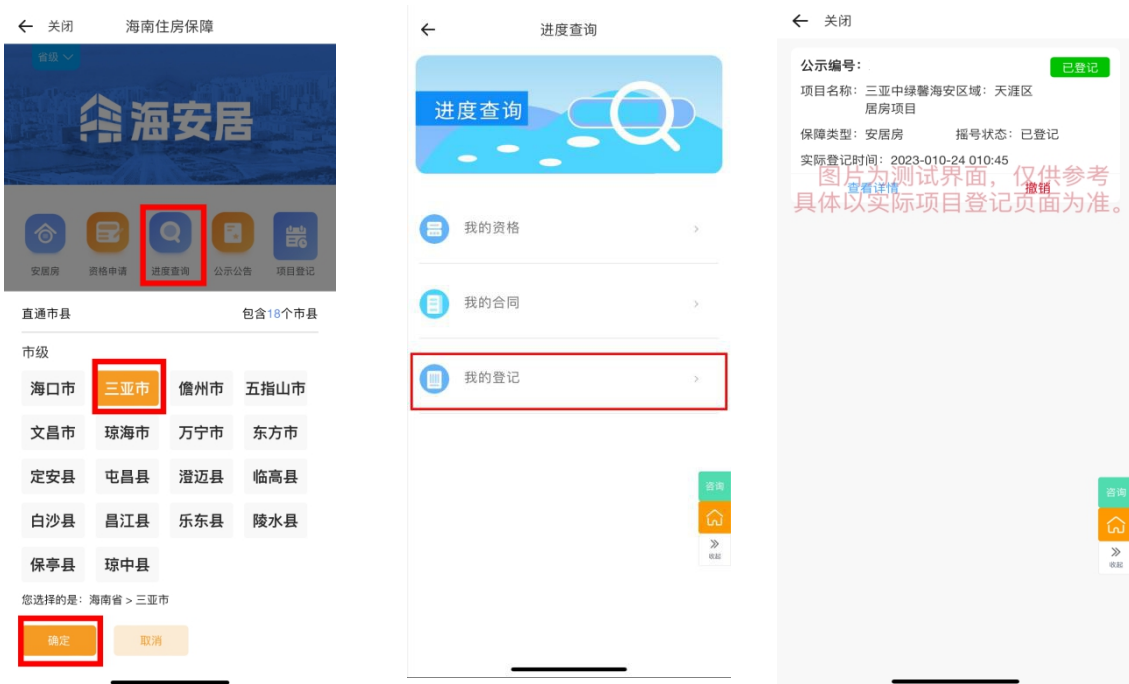 关闭
海南住房保障
省级
海安居
安居房 资格申请 进度查询 公示公告 项目登记
直通市县 包含18个市县
市级
海口市 三亚市 儋州市 五指山市
文昌市 琼海市 万宁市 东方市
定安县 屯昌县 澄迈县 临高县
白沙县 昌江县 乐东县 陵水县
保亭县 琼中县
您选择的是：海南省 > 三亚市
确定 取消
进度查询
进度查询
我的资格
我的合同
我的登记
咨询
收起
关闭
公示编号： 已登记
项目名称：三亚中绿馨海安区域：天涯区
居房项目
保障类型：安居房 摇号状态：已登记
实际登记时间：2023-010-24 010:45
查看详情 撤销
图片为测试界面，仅供参考
具体以实际项目登记页面为准。
咨询
收起